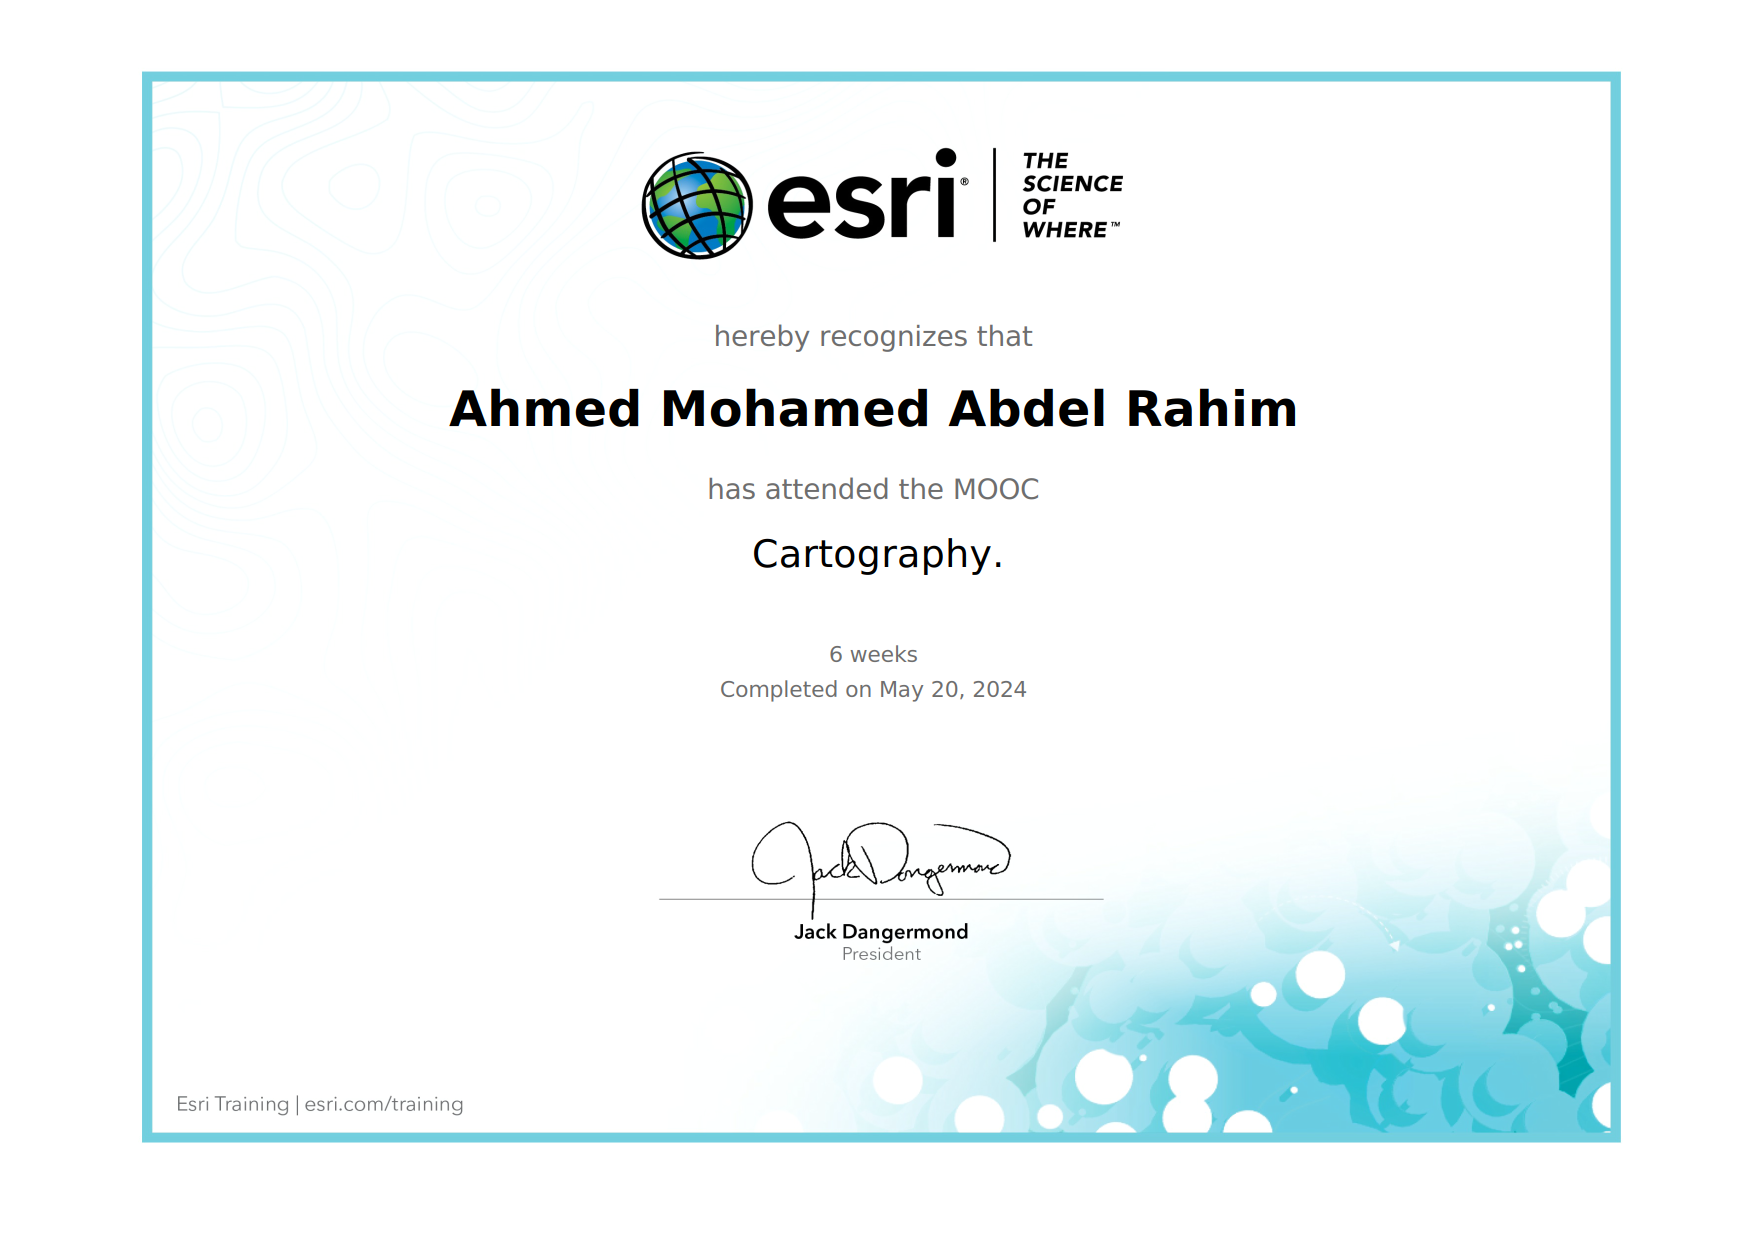 esri®
THE
SCIENCE
OF
WHERE™
hereby recognizes that
Ahmed Mohamed Abdel Rahim
has attended the MOOC
Cartography.
6 weeks
Completed on May 20, 2024
Jack Dangermond
Jack Dangermond
President
Esri Training | esri.com/training